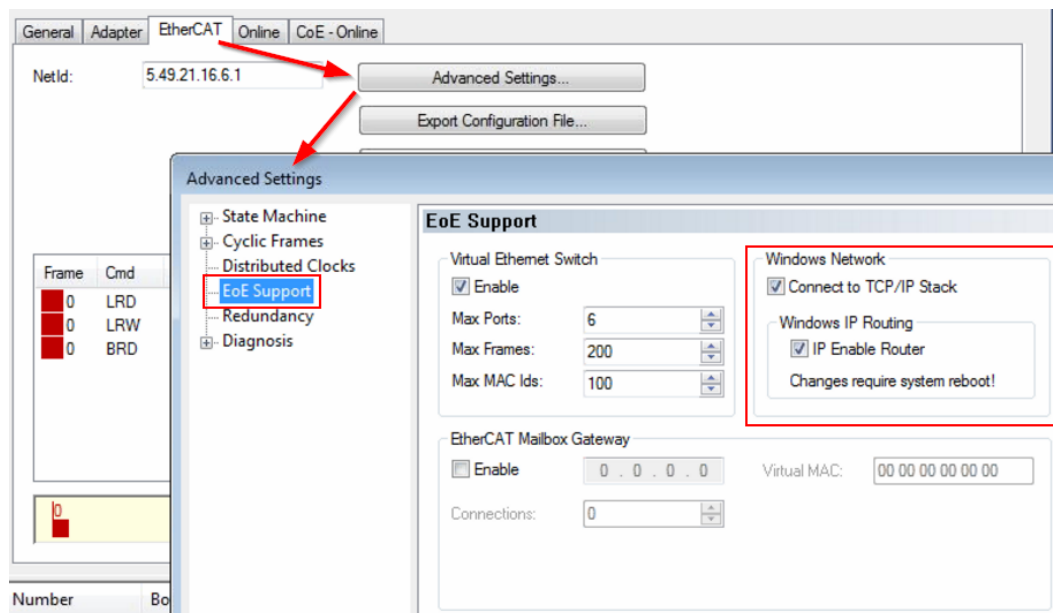 General Adapter EtherCAT Online CoE - Online
NetId: 5.49.21.16.6.1 Advanced Settings...
Export Configuration File...
Advanced Settings
State Machine
Cyclic Frames
Distributed Clocks
EoE Support
Redundancy
Diagnosis
EoE Support
Virtual Ethernet Switch
Enable
Max Ports: 6
Max Frames: 200
Max MAC Ids: 100
Windows Network
Connect to TCP/IP Stack
Windows IP Routing
IP Enable Router
Changes require system reboot!
EtherCAT Mailbox Gateway
Enable 0 . 0 . 0 . 0 Virtual MAC: 00 00 00 00 00 00
Connections: 0
Frame Cmd
0 LRD
0 LRW
0 BRD
0
Number Bo